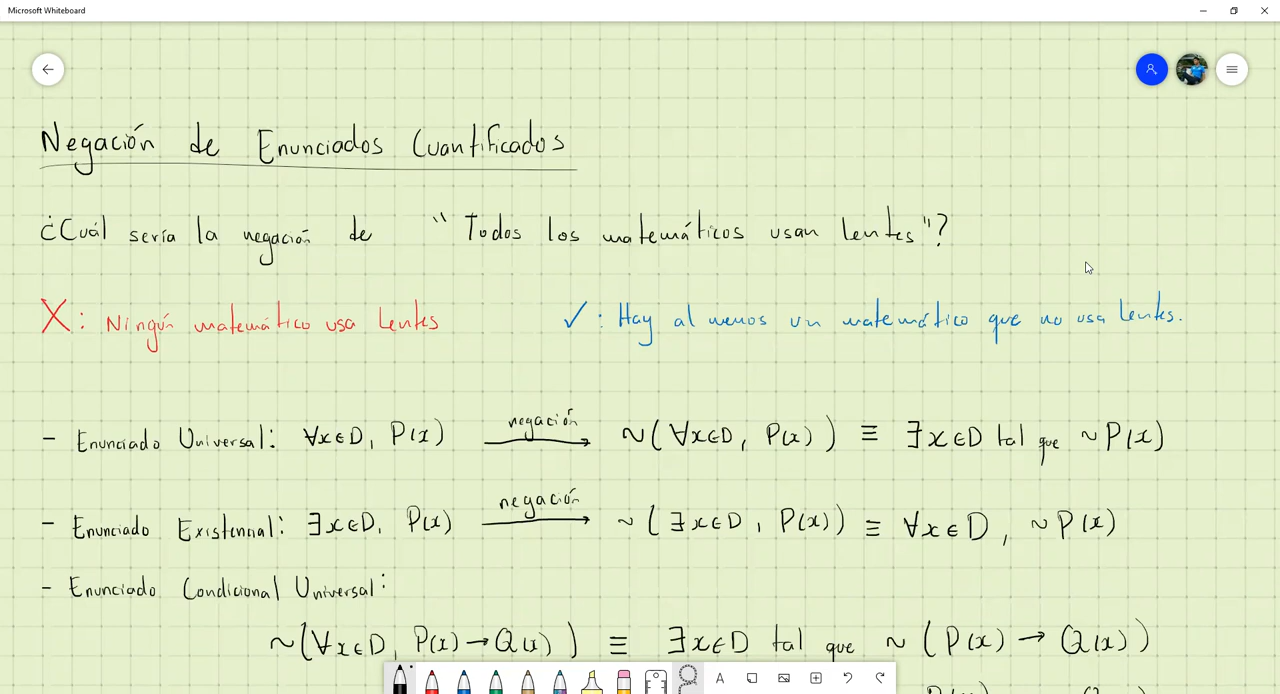 Microsoft Whiteboard
Negación de Enunciados Cuantificados
¿Cuál sería la negación de "Todos los matemáticos usan lentes"?
X: Ningún matemático usa lentes
✓: Hay al menos un matemático que no usa lentes.
- Enunciado Universal: ∀x∈D, P(x) negación → ~(∀x∈D, P(x)) ≡ ∃x∈D tal que ~P(x)
- Enunciado Existencial: ∃x∈D, P(x) negación → ~(∃x∈D, P(x)) ≡ ∀x∈D, ~P(x)
- Enunciado Condicional Universal:
~(∀x∈D, P(x)→Q(x)) ≡ ∃x∈D tal que ~(P(x)→Q(x))